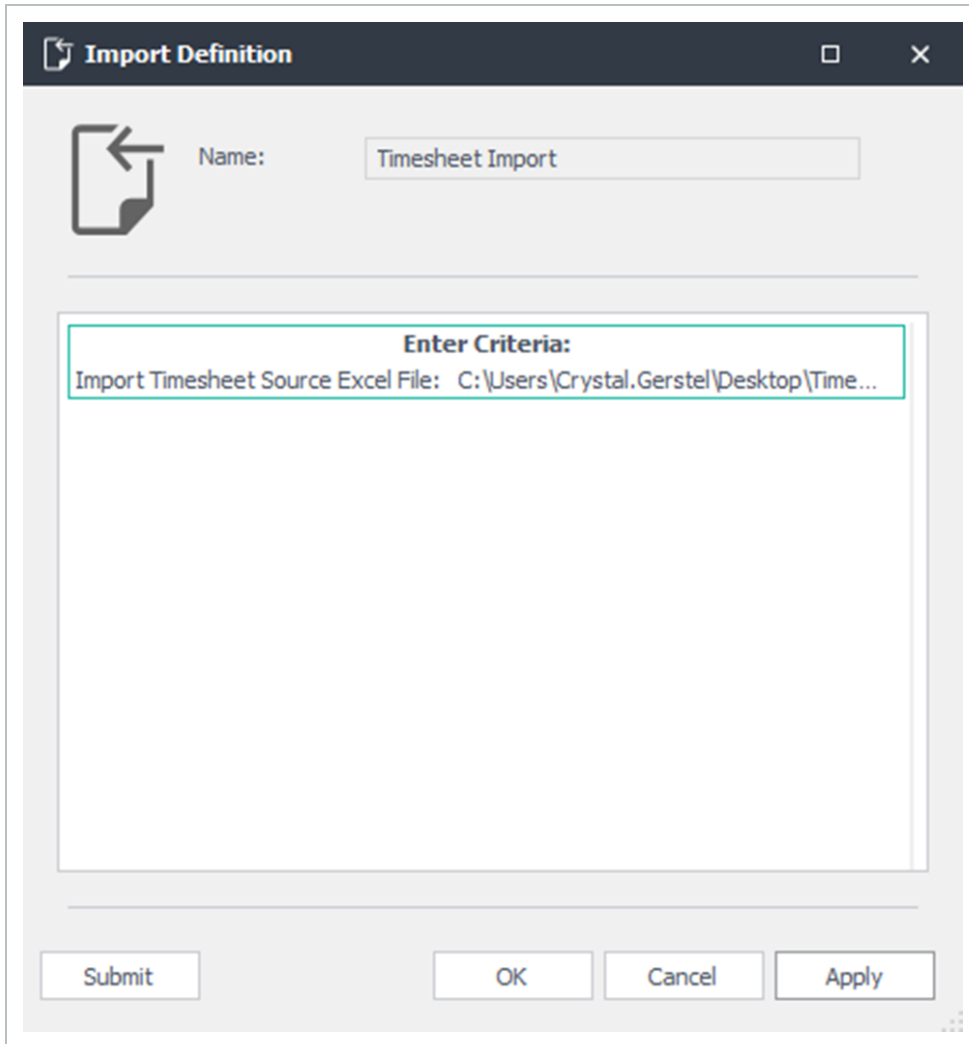 Import Definition
Name: Timesheet Import
Enter Criteria:
Import Timesheet Source Excel File: C:\Users\Crystal.Gerstel\Desktop\Time...
Submit OK Cancel Apply